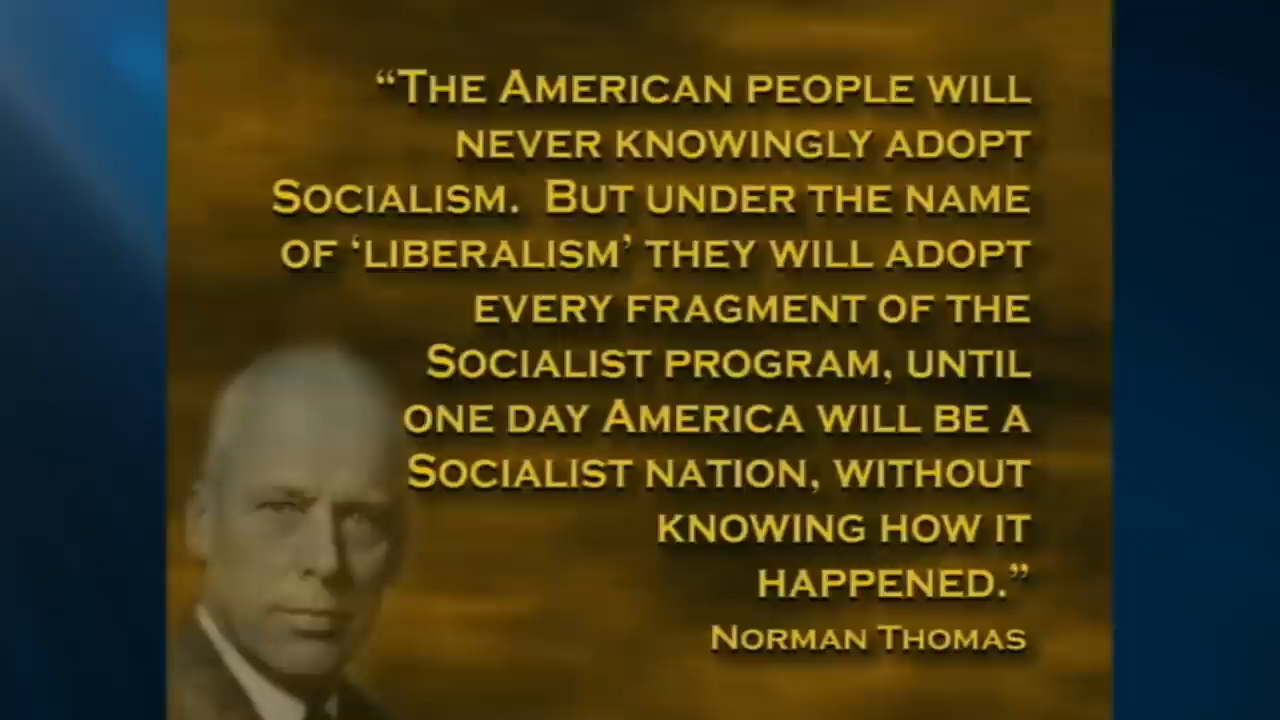 “The American people will
never knowingly adopt
Socialism. But under the name
of ‘liberalism’ they will adopt
every fragment of the
Socialist program, until
one day America will be a
Socialist nation, without
knowing how it
happened.”
Norman Thomas